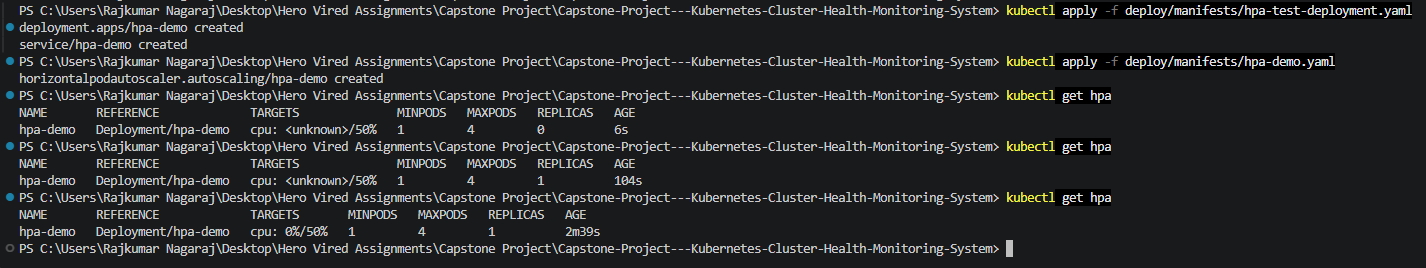 PS C:\Users\Rajkumar Nagaraj\Desktop\Hero Vired Assignments\Capstone Project\Capstone-Project---Kubernetes-Cluster-Health-Monitoring-System> kubectl apply -f deploy/manifests/hpa-test-deployment.yaml
deployment.apps/hpa-demo created
service/hpa-demo created
PS C:\Users\Rajkumar Nagaraj\Desktop\Hero Vired Assignments\Capstone Project\Capstone-Project---Kubernetes-Cluster-Health-Monitoring-System> kubectl apply -f deploy/manifests/hpa-demo.yaml
horizontalpodautoscaler.autoscaling/hpa-demo created
PS C:\Users\Rajkumar Nagaraj\Desktop\Hero Vired Assignments\Capstone Project\Capstone-Project---Kubernetes-Cluster-Health-Monitoring-System> kubectl get hpa
NAME       REFERENCE             TARGETS              MINPODS   MAXPODS   REPLICAS   AGE
hpa-demo   Deployment/hpa-demo   cpu: <unknown>/50%   1         4         0          6s
PS C:\Users\Rajkumar Nagaraj\Desktop\Hero Vired Assignments\Capstone Project\Capstone-Project---Kubernetes-Cluster-Health-Monitoring-System> kubectl get hpa
NAME       REFERENCE             TARGETS              MINPODS   MAXPODS   REPLICAS   AGE
hpa-demo   Deployment/hpa-demo   cpu: <unknown>/50%   1         4         1          104s
PS C:\Users\Rajkumar Nagaraj\Desktop\Hero Vired Assignments\Capstone Project\Capstone-Project---Kubernetes-Cluster-Health-Monitoring-System> kubectl get hpa
NAME       REFERENCE             TARGETS       MINPODS   MAXPODS   REPLICAS   AGE
hpa-demo   Deployment/hpa-demo   cpu: 0%/50%   1         4         1          2m39s
PS C:\Users\Rajkumar Nagaraj\Desktop\Hero Vired Assignments\Capstone Project\Capstone-Project---Kubernetes-Cluster-Health-Monitoring-System>